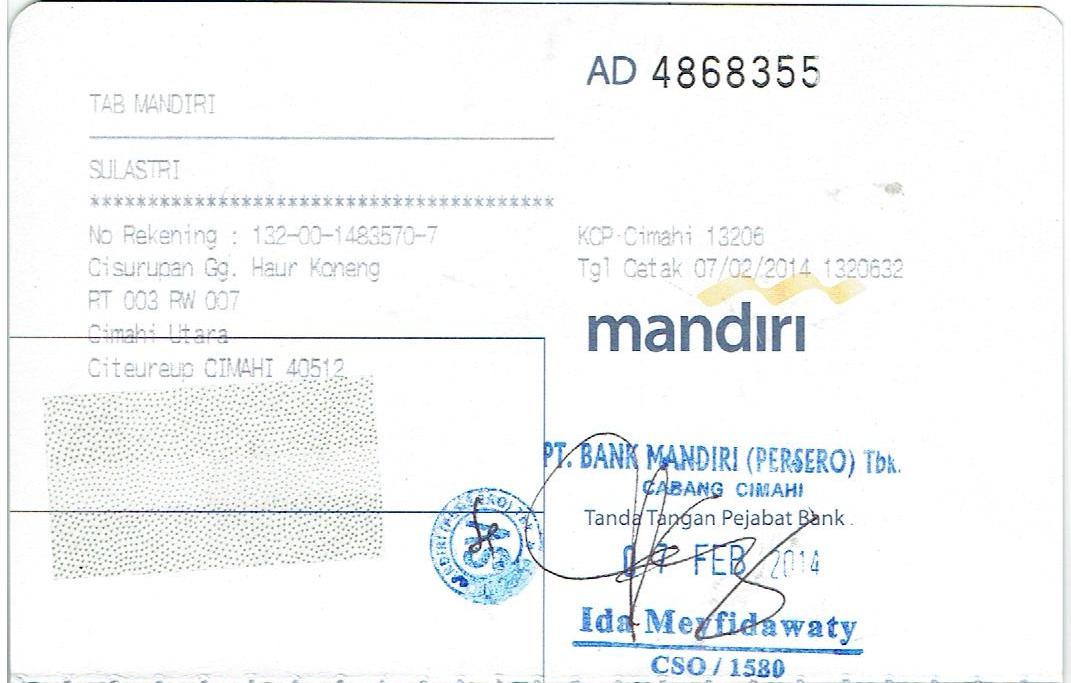 AD 4868355
TAB MANDIRI
SULASTRI
***************************************
No Rekening : 132-00-1483570-7
Cisurupan Gg. Haur Koneng
RT 003 RW 007
Cimahi Utara
Citeureup CIMAHI 40512
KCP Cimahi 13206
Tgl Cetak 07/02/2014 1320632
mandiri
PT. BANK MANDIRI (PERSERO) Tbk.
CABANG CIMAHI
Tanda Tangan Pejabat Bank
07 FEB 2014
Ida Meyfidawaty
CSO / 1580